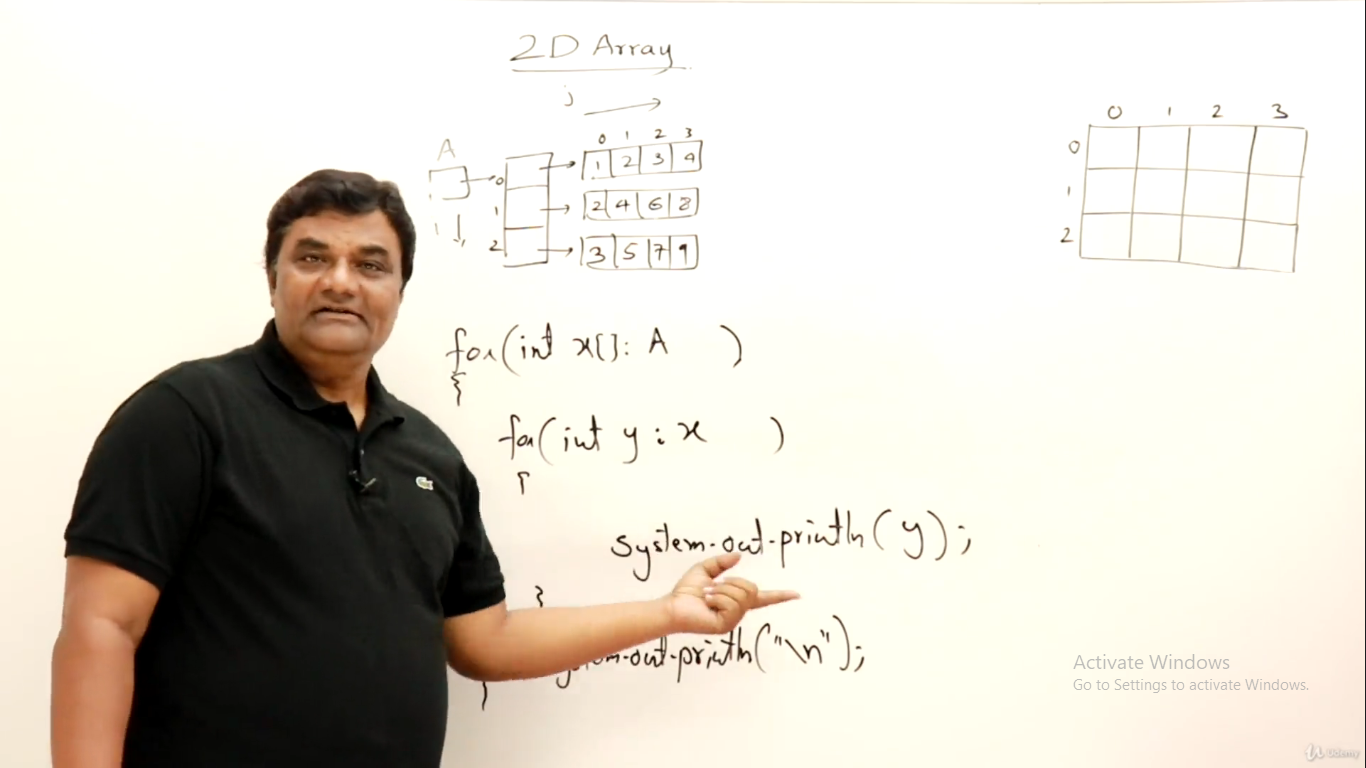 2D Array
j
A
0 1 2 3
0 1 2 3 4
1 2 4 6 8
2 3 5 7 9
0 1 2 3
0
1
2
for(int x[]: A )
{
for(int y : x )
{
system.out.println(y);
}
system.out.println("\n");
}
Activate Windows
Go to Settings to activate Windows.
Udemy